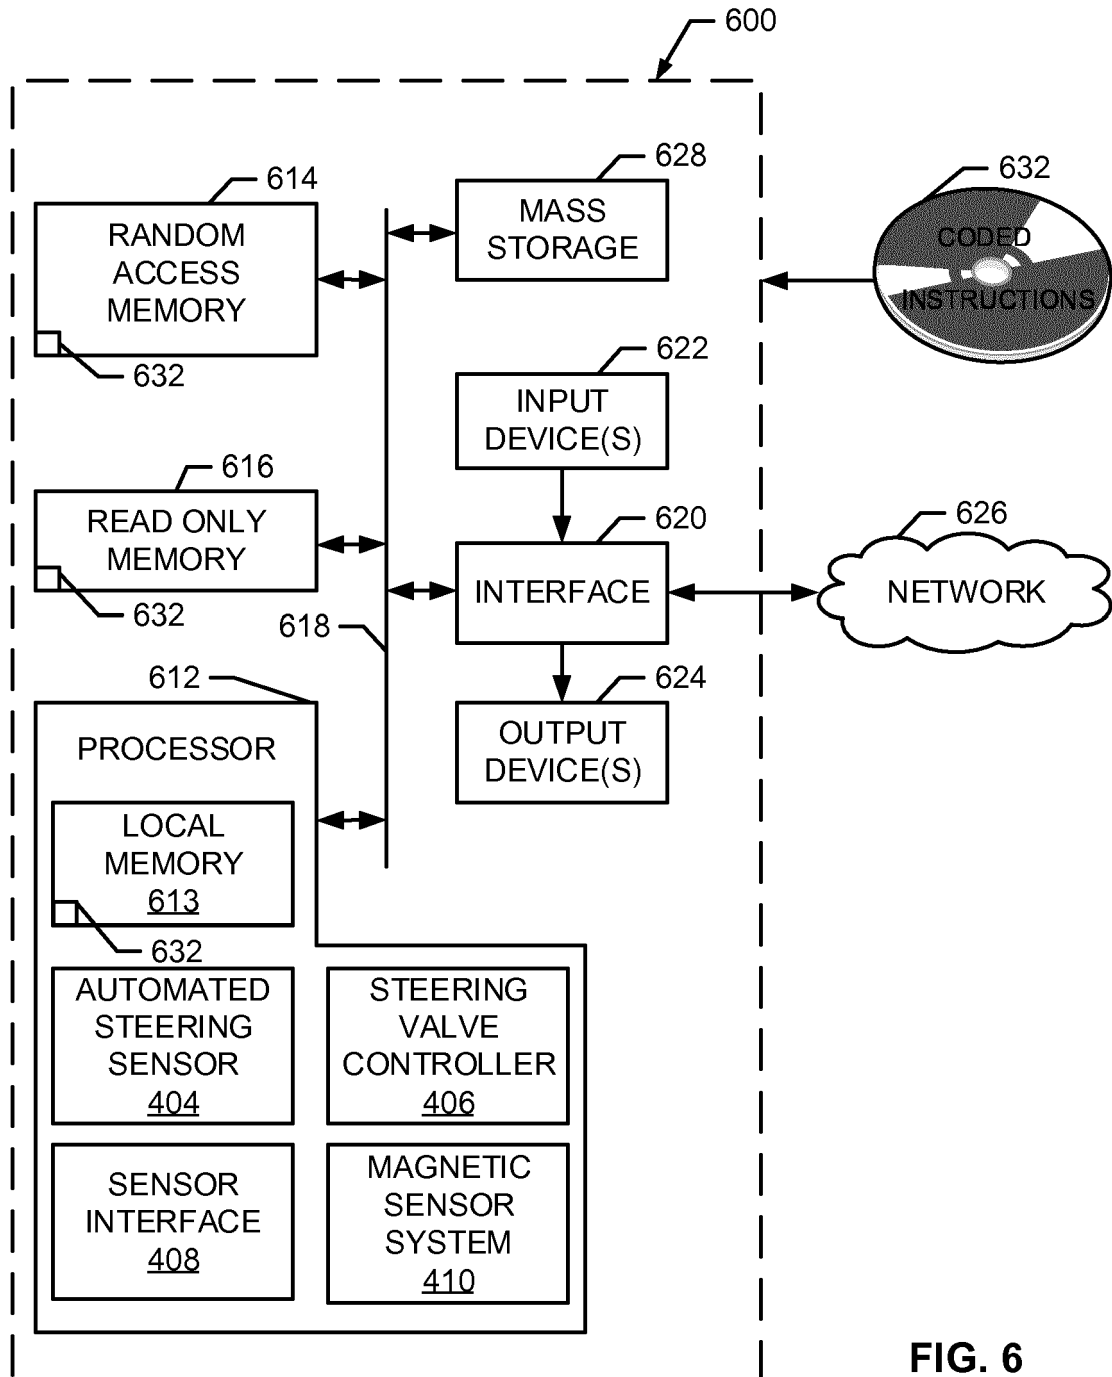 600
614
RANDOM
ACCESS
MEMORY
632
628
MASS
STORAGE
632
CODED
INSTRUCTIONS
622
INPUT
DEVICE(S)
616
READ ONLY
MEMORY
632
620
INTERFACE
626
NETWORK
618
612
PROCESSOR
624
OUTPUT
DEVICE(S)
LOCAL
MEMORY
613
632
AUTOMATED
STEERING
SENSOR
404
STEERING
VALVE
CONTROLLER
406
SENSOR
INTERFACE
408
MAGNETIC
SENSOR
SYSTEM
410
FIG. 6